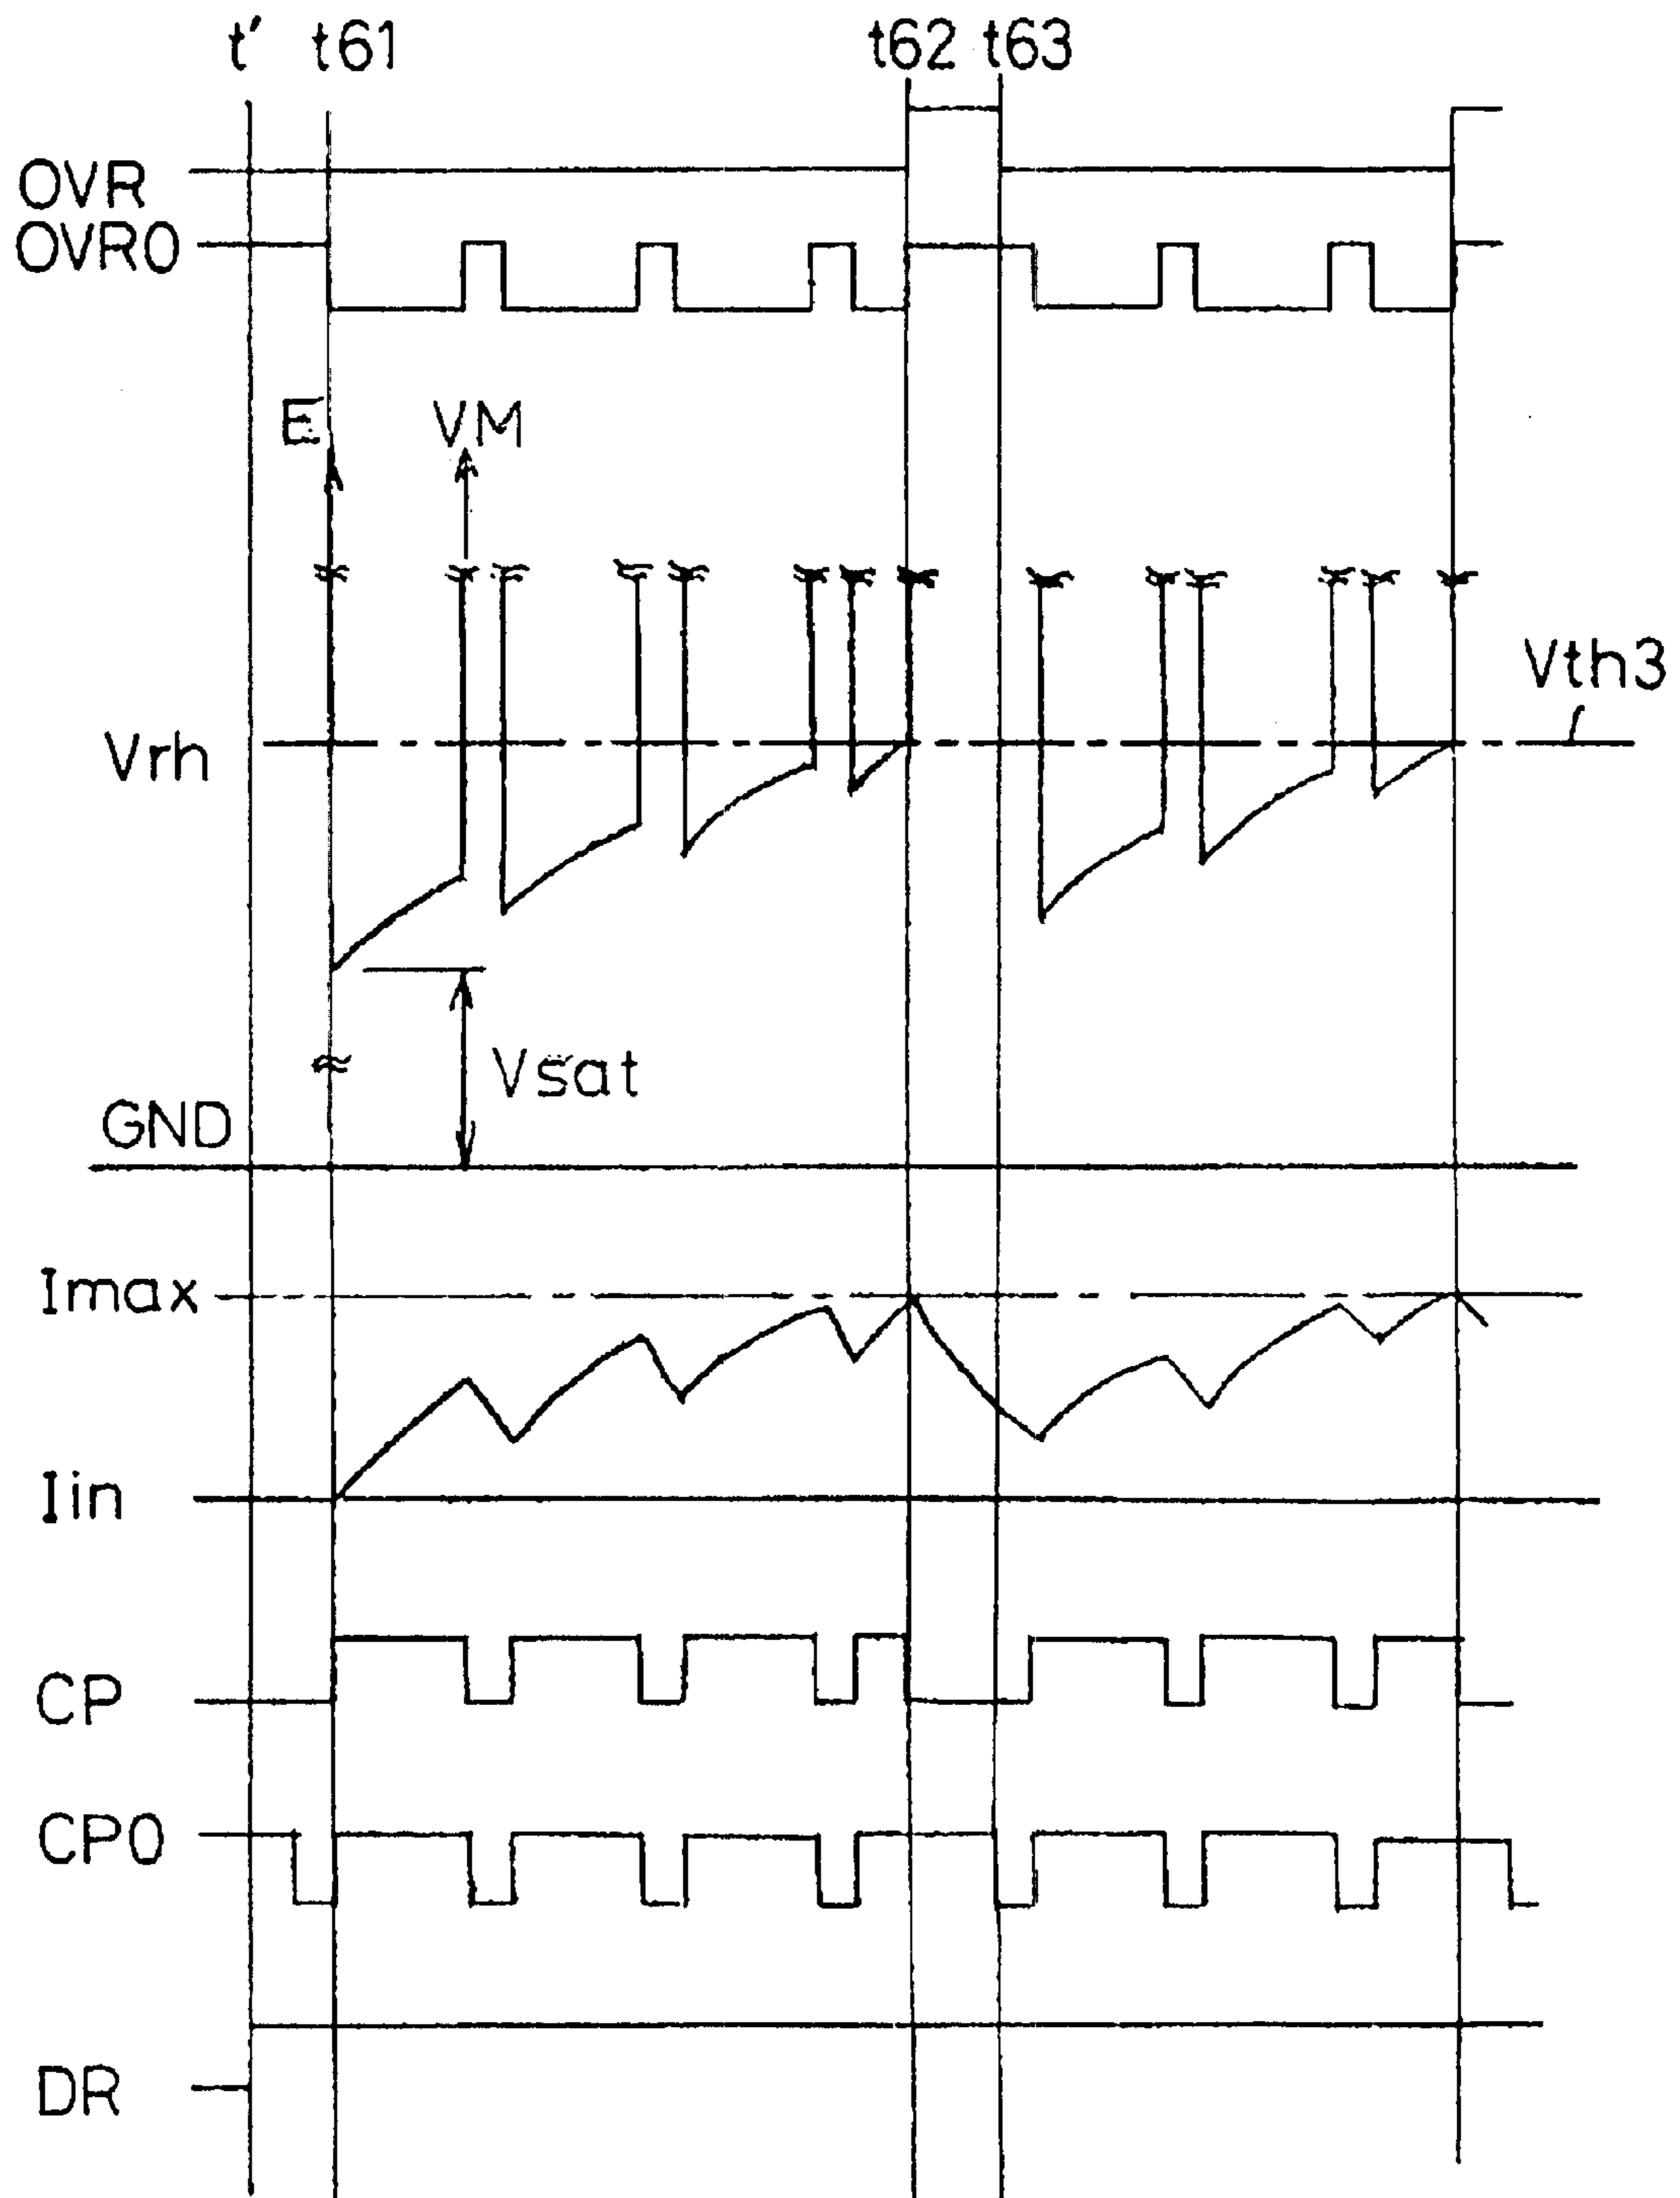 t' t61 t62 t63
OVR
OVR0
E VM
Vth3
Vrh
Vsat
GND
Imax
Iin
CP
CP0
DR